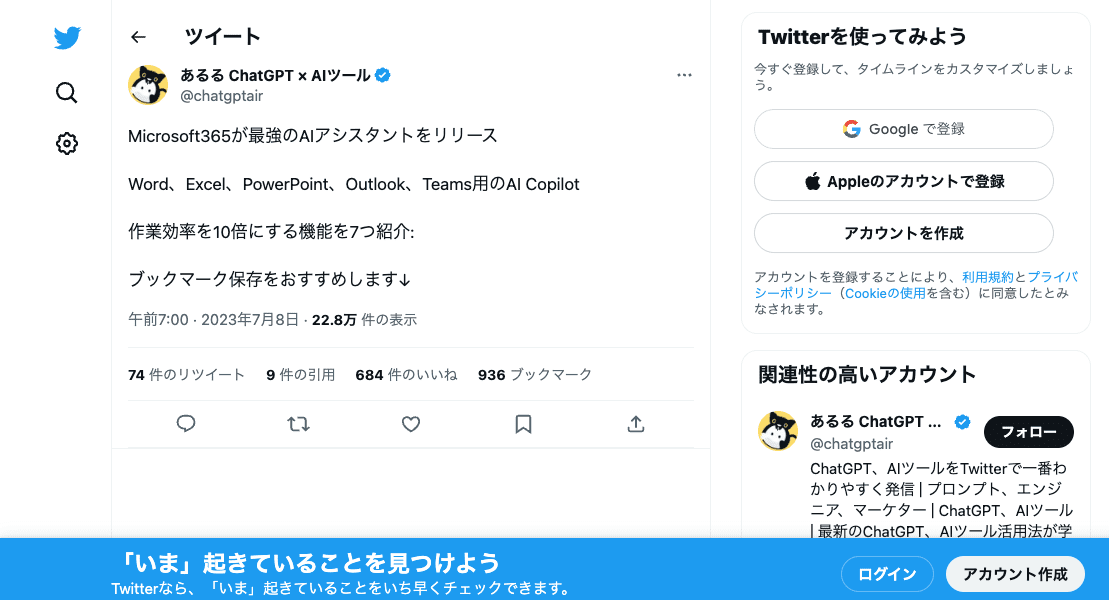 ツイート
あるる ChatGPT × AIツール
@chatgptair
Microsoft365が最強のAIアシスタントをリリース
Word、Excel、PowerPoint、Outlook、Teams用のAI Copilot
作業効率を10倍にする機能を7つ紹介:
ブックマーク保存をおすすめします↓
午前7:00 · 2023年7月8日 · 22.8万 件の表示
74 件のリツイート 9 件の引用 684 件のいいね 936 ブックマーク
Twitterを使ってみよう
今すぐ登録して、タイムラインをカスタマイズしましょ
う。
Google で登録
Appleのアカウントで登録
アカウントを作成
アカウントを登録することにより、利用規約とプライバ
シーポリシー（Cookieの使用を含む）に同意したとみ
なされます。
関連性の高いアカウント
あるる ChatGPT ...
@chatgptair
フォロー
ChatGPT、AIツールをTwitterで一番わ
かりやすく発信 | プロンプト、エンジ
ニア、マーケター | ChatGPT、AIツール
| 最新のChatGPT、AIツール活用法が学
「いま」起きていることを見つけよう
Twitterなら、「いま」起きていることをいち早くチェックできます。
ログイン
アカウント作成